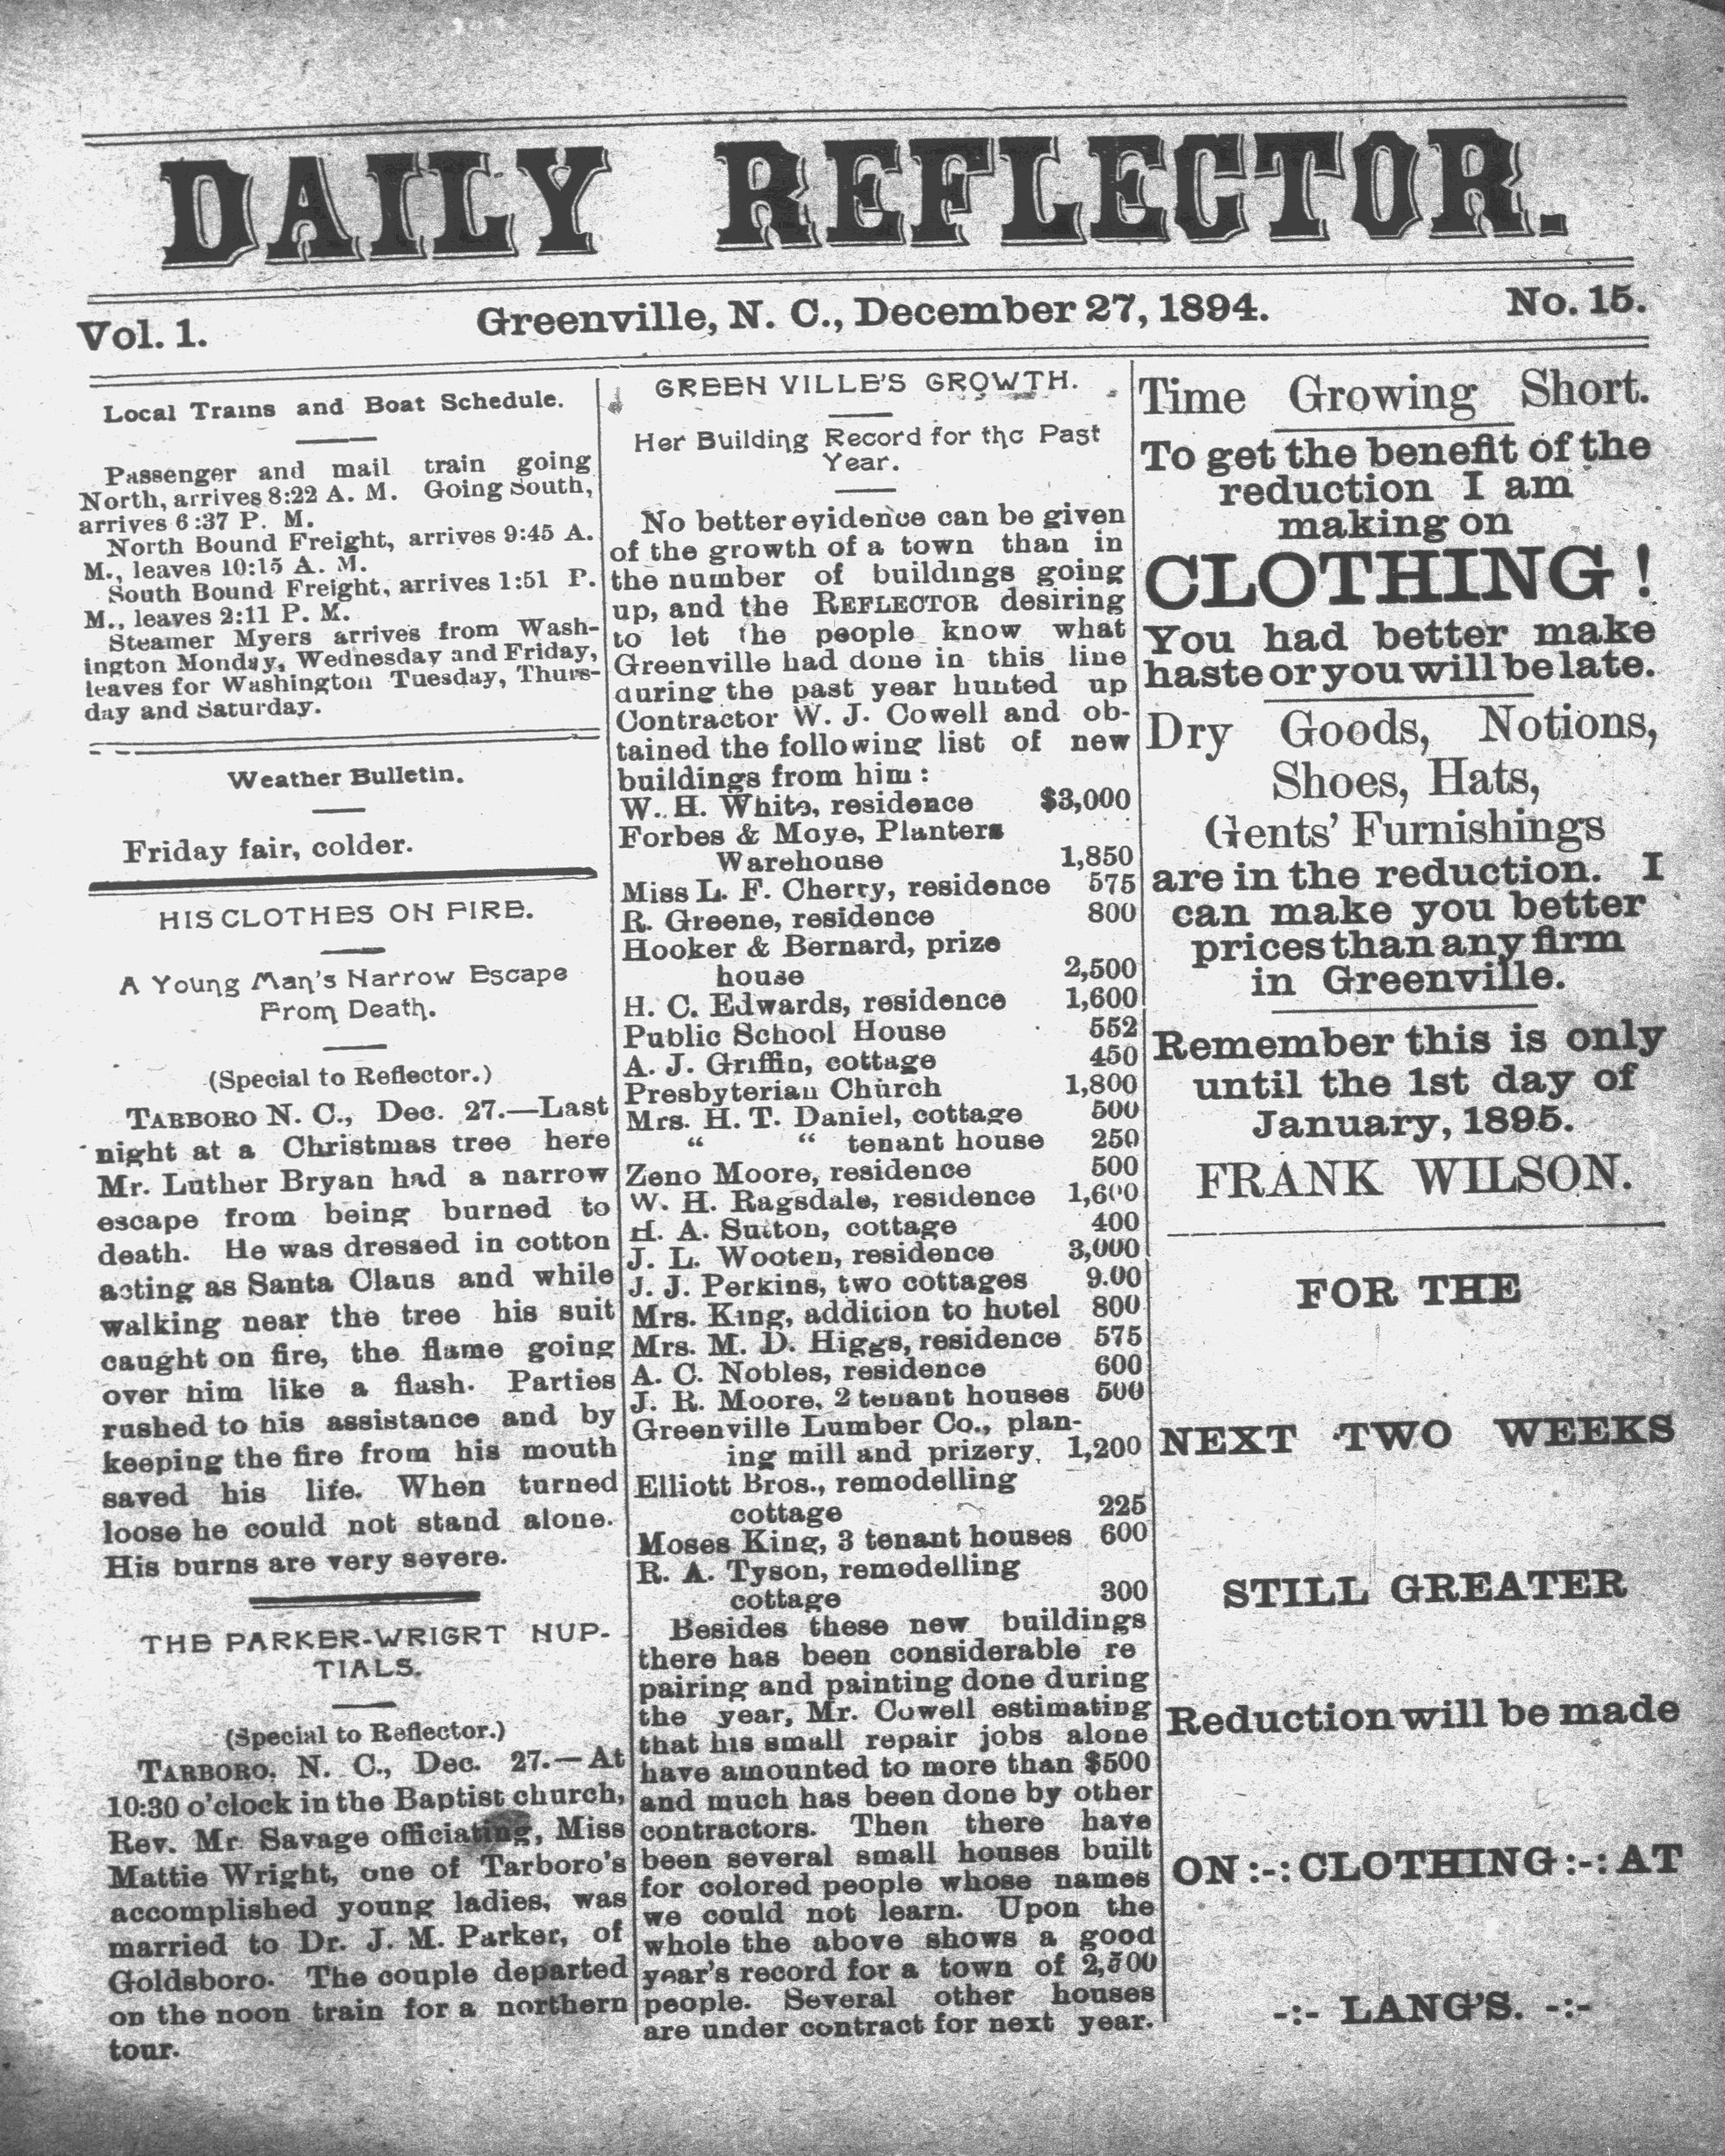 DAILY REFLECTOR.
Vol. 1.
Greenville, N. C., December 27, 1894.
No. 15.
Local Trains and Boat Schedule.
Passenger and mail train going
North, arrives 8:22 A. M. Going South,
arrives 6:37 P. M.
North Bound Freight, arrives 9:45 A.
M., leaves 10:15 A. M.
South Bound Freight, arrives 1:51 P.
M., leaves 2:11 P. M.
Steamer Myers arrives from Wash-
ington Monday, Wednesday and Friday,
leaves for Washington Tuesday, Thurs-
day and Saturday.
Weather Bulletin.
Friday fair, colder.
HIS CLOTHES ON FIRE.
A Young Man's Narrow Escape
From Death.
(Special to Reflector.)
TARBORO N. C., Dec. 27.—Last
night at a Christmas tree here
Mr. Luther Bryan had a narrow
escape from being burned to
death. He was dressed in cotton
acting as Santa Claus and while
walking near the tree his suit
caught on fire, the flame going
over him like a flash. Parties
rushed to his assistance and by
keeping the fire from his mouth
saved his life. When turned
loose he could not stand alone.
His burns are very severe.
THE PARKER-WRIGRT NUP-
TIALS.
(Special to Reflector.)
TARBORO. N. C., Dec. 27.—At
10:30 o'clock in the Baptist church,
Rev. Mr. Savage officiating, Miss
Mattie Wright, one of Tarboro's
accomplished young ladies, was
married to Dr. J. M. Parker, of
Goldsboro. The couple departed
on the noon train for a northern
tour.
GREEN VILLE'S GROWTH.
Her Building Record for thc Past
Year.
No better evidence can be given
of the growth of a town than in
the number of buildings going
up, and the REFLECTOR desiring
to let the people know what
Greenville had done in this line
during the past year hunted up
Contractor W. J. Cowell and ob-
tained the following list of new
buildings from him:
W. H. White, residence $3,000
Forbes & Moye, Planters
Warehouse 1,850
Miss L. F. Cherry, residence 575
R. Greene, residence 800
Hooker & Bernard, prize
house 2,500
H. C. Edwards, residence 1,600
Public School House 552
A. J. Griffin, cottage 450
Presbyterian Church 1,800
Mrs. H. T. Daniel, cottage 500
“ “ tenant house 250
Zeno Moore, residence 500
W. H. Ragsdale, residence 1,600
H. A. Sutton, cottage 400
J. L. Wooten, residence 3,000
J. J. Perkins, two cottages 9.00
Mrs. King, addition to hotel 800
Mrs. M. D. Higgs, residence 575
A. C. Nobles, residence 600
J. R. Moore, 2 tenant houses 500
Greenville Lumber Co., plan-
ing mill and prizery, 1,200
Elliott Bros., remodelling
cottage 225
Moses King, 3 tenant houses 600
R. A. Tyson, remodelling
cottage 300
Besides these new buildings
there has been considerable re
pairing and painting done during
the year, Mr. Cowell estimating
that his small repair jobs alone
have amounted to more than $500
and much has been done by other
contractors. Then there have
been several small houses built
for colored people whose names
we could not learn. Upon the
whole the above shows a good
year's record for a town of 2,500
people. Several other houses
are under contract for next year.
Time Growing Short.
To get the benefit of the
reduction I am
making on
CLOTHING!
You had better make
haste or you will be late.
Dry Goods, Notions,
Shoes, Hats,
Gents' Furnishings
are in the reduction. I
can make you better
prices than any firm
in Greenville.
Remember this is only
until the 1st day of
January, 1895.
FRANK WILSON.
FOR THE
NEXT TWO WEEKS
STILL GREATER
Reduction will be made
ON :-: CLOTHING :-: AT
-:- LANG'S. -:-